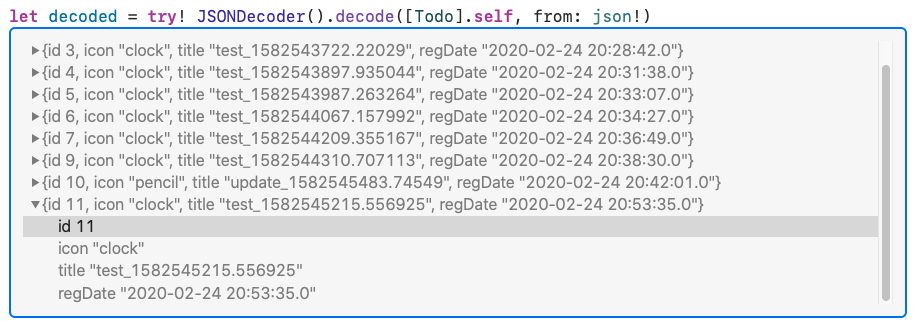 let decoded = try! JSONDecoder().decode([Todo].self, from: json!)
{id 3, icon "clock", title "test_1582543722.22029", regDate "2020-02-24 20:28:42.0"}
{id 4, icon "clock", title "test_1582543897.935044", regDate "2020-02-24 20:31:38.0"}
{id 5, icon "clock", title "test_1582543987.263264", regDate "2020-02-24 20:33:07.0"}
{id 6, icon "clock", title "test_1582544067.157992", regDate "2020-02-24 20:34:27.0"}
{id 7, icon "clock", title "test_1582544209.355167", regDate "2020-02-24 20:36:49.0"}
{id 9, icon "clock", title "test_1582544310.707113", regDate "2020-02-24 20:38:30.0"}
{id 10, icon "pencil", title "update_1582545483.74549", regDate "2020-02-24 20:42:01.0"}
{id 11, icon "clock", title "test_1582545215.556925", regDate "2020-02-24 20:53:35.0"}
id 11
icon "clock"
title "test_1582545215.556925"
regDate "2020-02-24 20:53:35.0"